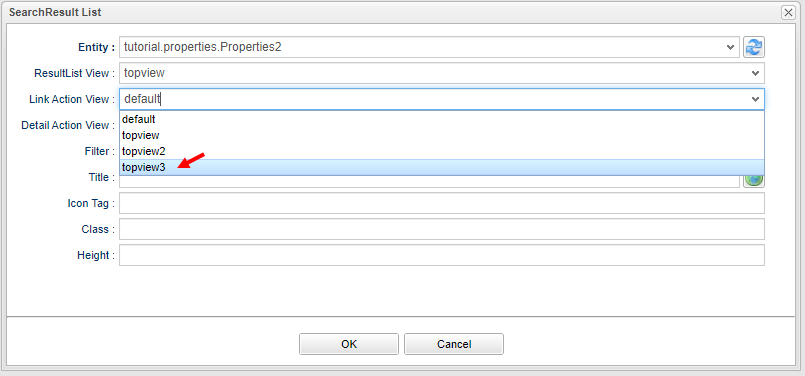 SearchResult List
Entity : tutorial.properties.Properties2
ResultList View : topview
Link Action View : default
Detail Action View : default
topview
Filter : topview2
topview3
Title :
Icon Tag :
Class :
Height :
OK Cancel